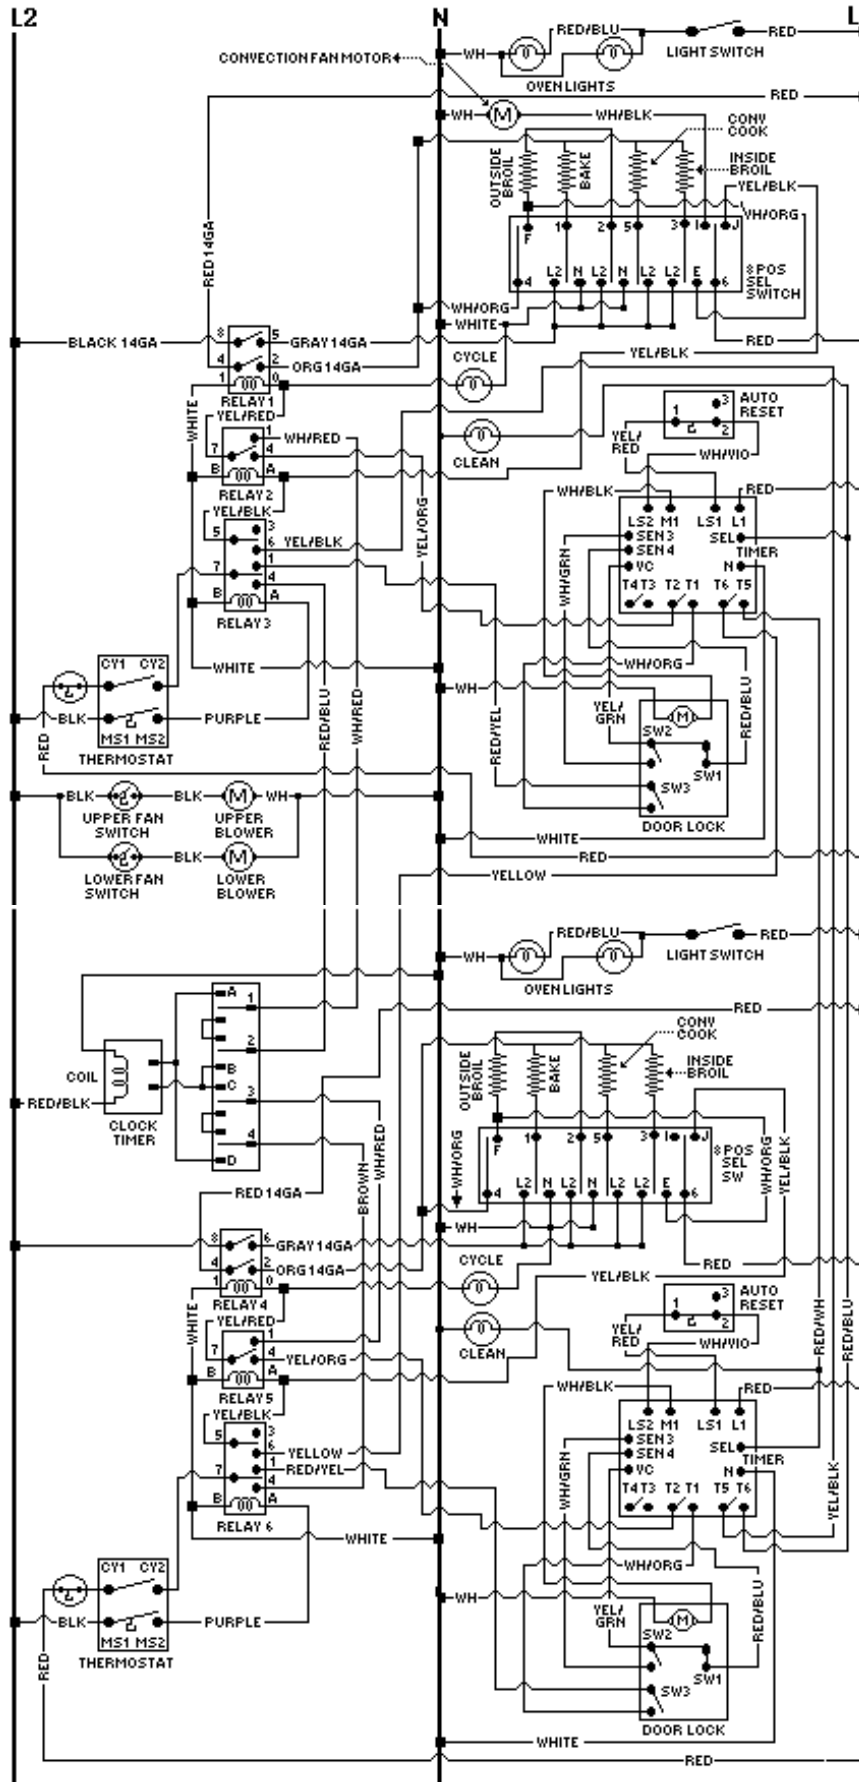 L2
N
L
RED/BLU
RED
WH
LIGHT SWITCH
CONVECTION FAN MOTOR
OVEN LIGHTS
RED
WH
M
WH/BLK
CONV
COOK
OUTSIDE
BROIL
BAKE
INSIDE
BROIL
YEL/BLK
WH/ORG
F
1
2
5
3
I
J
4
L2
N
L2
N
L2
L2
E
6
8 POS
SEL
SWITCH
RED 14GA
WH/ORG
WHITE
BLACK 14GA
8
5
GRAY 14GA
RED
4
2
ORG 14GA
CYCLE
YEL/BLK
1
0
RELAY 1
YEL/RED
WHITE
1
WH/RED
7
4
B
A
RELAY 2
CLEAN
1
3
2
AUTO
RESET
YEL/
RED
WH/VIO
WH/BLK
RED
YEL/BLK
3
5
6
YEL/BLK
1
7
4
B
A
RELAY 3
YEL/ORG
LS2
M1
LS1
L1
SEN 3
SEN 4
SEL
TIMER
VC
N
T4
T3
T2
T1
T6
T5
WH/GRN
WHITE
WH/ORG
WH
CY1
CY2
BLK
PURPLE
MS1
MS2
THERMOSTAT
RED
RED/BLU
WH/RED
RED/YEL
YEL/
GRN
M
RED/BLU
SW2
SW1
SW3
DOOR LOCK
BLK
BLK
M
WH
UPPER FAN
SWITCH
UPPER
BLOWER
WHITE
BLK
M
RED
LOWER FAN
SWITCH
LOWER
BLOWER
YELLOW
RED/BLU
RED
WH
LIGHT SWITCH
OVEN LIGHTS
A
1
RED
2
B
C
3
4
D
COIL
RED/BLK
CLOCK
TIMER
CONV
COOK
OUTSIDE
BROIL
BAKE
INSIDE
BROIL
WH/RED
BROWN
WH/ORG
F
1
2
5
3
I
J
4
L2
N
L2
N
L2
L2
E
6
8 POS
SEL
SW
WH/ORG
YEL/BLK
RED 14GA
WH
8
6
GRAY 14GA
RED
4
2
ORG 14GA
CYCLE
YEL/BLK
1
0
RELAY 4
YEL/RED
WHITE
1
7
4
YEL/ORG
B
A
RELAY 5
CLEAN
1
3
2
AUTO
RESET
YEL/
RED
WH/VIO
RED/WH
RED/BLU
WH/BLK
RED
YEL/BLK
3
5
6
YELLOW
1
RED/YEL
7
4
B
A
RELAY 6
LS2
M1
LS1
L1
SEN 3
SEN 4
SEL
TIMER
VC
N
T4
T3
T2
T1
T5
T6
WH/GRN
YEL/BLK
WHITE
WH/ORG
WH
CY1
CY2
BLK
PURPLE
MS1
MS2
THERMOSTAT
RED
YEL/
GRN
M
RED/BLU
SW2
SW1
SW3
DOOR LOCK
WHITE
RED